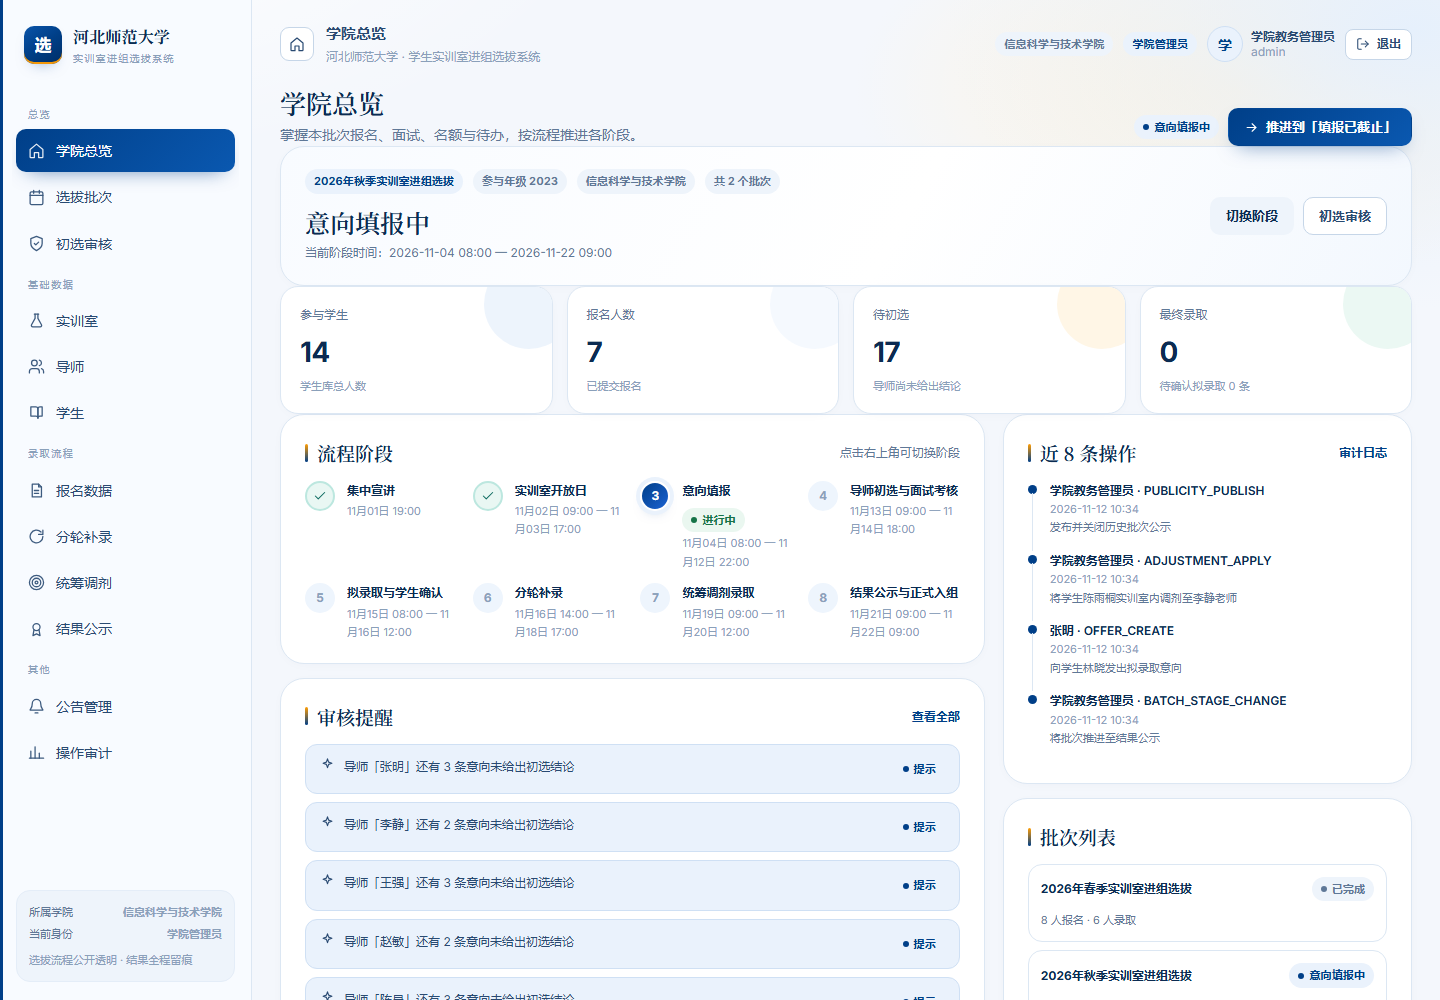 选
河北师范大学
实训室进组选拔系统
总览
学院总览
选拔批次
初选审核
基础数据
实训室
导师
学生
录取流程
报名数据
分轮补录
统筹调剂
结果公示
其他
公告管理
操作审计
所属学院 信息科学与技术学院
当前身份 学院管理员
选拔流程公开透明 · 结果全程留痕
学院总览
河北师范大学 · 学生实训室进组选拔系统
信息科学与技术学院
学院管理员
学
学院教务管理员
admin
退出
学院总览
掌握本批次报名、面试、名额与待办，按流程推进各阶段。
意向填报中
推进到「填报已截止」
2026年秋季实训室进组选拔 参与年级 2023 信息科学与技术学院 共 2 个批次
意向填报中
当前阶段时间：2026-11-04 08:00 — 2026-11-22 09:00
切换阶段 初选审核
参与学生
14
学生库总人数
报名人数
7
已提交报名
待初选
17
导师尚未给出结论
最终录取
0
待确认拟录取 0 条
流程阶段
点击右上角可切换阶段
集中宣讲
11月01日 19:00
实训室开放日
11月02日 09:00 — 11
月03日 17:00
3
意向填报
进行中
11月04日 08:00 — 11
月12日 22:00
4
导师初选与面试考核
11月13日 09:00 — 11
月14日 18:00
5
拟录取与学生确认
11月15日 08:00 — 11
月16日 12:00
6
分轮补录
11月16日 14:00 — 11
月18日 17:00
7
统筹调剂录取
11月19日 09:00 — 11
月20日 12:00
8
结果公示与正式入组
11月21日 09:00 — 11
月22日 09:00
审核提醒
查看全部
导师「张明」还有 3 条意向未给出初选结论 提示
导师「李静」还有 2 条意向未给出初选结论 提示
导师「王强」还有 3 条意向未给出初选结论 提示
导师「赵敏」还有 2 条意向未给出初选结论 提示
近 8 条操作
审计日志
学院教务管理员 · PUBLICITY_PUBLISH
2026-11-12 10:34
发布并关闭历史批次公示
学院教务管理员 · ADJUSTMENT_APPLY
2026-11-12 10:34
将学生陈雨桐实训室内调剂至李静老师
张明 · OFFER_CREATE
2026-11-12 10:34
向学生林晓发出拟录取意向
学院教务管理员 · BATCH_STAGE_CHANGE
2026-11-12 10:34
将批次推进至结果公示
批次列表
2026年春季实训室进组选拔 已完成
8 人报名 · 6 人录取
2026年秋季实训室进组选拔 意向填报中